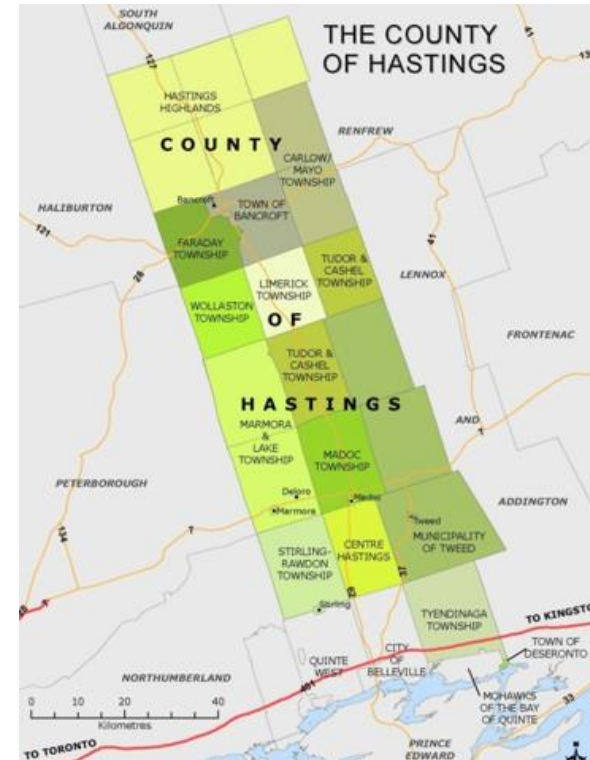 SOUTH
ALGONQUIN
THE COUNTY
OF HASTINGS
41
127
HASTINGS
HIGHLANDS
RENFREW
COUNTY
CARLOW/
MAYO
TOWNSHIP
Bancroft
TOWN OF
BANCROFT
HALIBURTON
121
FARADAY
TOWNSHIP
41
28
TUDOR &
CASHEL
TOWNSHIP
LENNOX
LIMERICK
TOWNSHIP
WOLLASTON
TOWNSHIP
OF
FRONTENAC
TUDOR &
CASHEL
TOWNSHIP
HASTINGS
AND
7
MARMORA
&
LAKE
TOWNSHIP
MADOC
TOWNSHIP
PETERBOROUGH
Deloro
Madoc
ADDINGTON
Marmora
7
134
Tweed
MUNICIPALITY
OF TWEED
CENTRE
HASTINGS
STIRLING-
RAWDON
TOWNSHIP
37
62
Stirling
TYENDINAGA
TOWNSHIP
TO KINGSTO
TOWN OF
DESERONTO
CITY
OF
BELLEVILLE
QUINTE
WEST
NORTHUMBERLAND
401
MOHAWKS
OF THE BAY
OF QUINTE
33
0 10 20 40
Kilometres
TO TORONTO
PRINCE
EDWARD